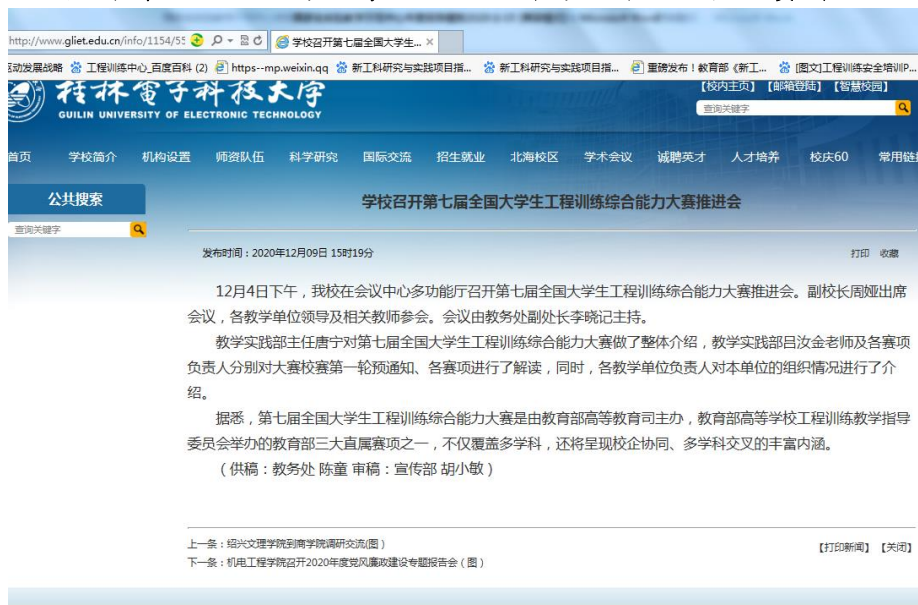 http://www.gliet.edu.cn/info/1154/55
学校召开第七届全国大学生... ×
区动发展战略 工程训练中心_百度百科 (2) https--mp.weixin.qq 新工科研究与实践项目指... 新工科研究与实践项目指... 重磅发布！教育部《新工... [图文]工程训练安全培训P...
桂林電子科技大学
GUILIN UNIVERSITY OF ELECTRONIC TECHNOLOGY
【校内主页】 【邮箱登陆】 【智慧校园】
查询关键字
首页 学校简介 机构设置 师资队伍 科学研究 国际交流 招生就业 北海校区 学术会议 诚聘英才 人才培养 校庆60 常用链
公共搜索
查询关键字
学校召开第七届全国大学生工程训练综合能力大赛推进会
发布时间：2020年12月09日 15时19分
打印 收藏
12月4日下午，我校在会议中心多功能厅召开第七届全国大学生工程训练综合能力大赛推进会。副校长周娅出席
会议，各教学单位领导及相关教师参会。会议由教务处副处长李晓记主持。
教学实践部主任唐宁对第七届全国大学生工程训练综合能力大赛做了整体介绍，教学实践部吕汝金老师及各赛项
负责人分别对大赛校赛第一轮预通知、各赛项进行了解读，同时，各教学单位负责人对本单位的组织情况进行了介
绍。
据悉，第七届全国大学生工程训练综合能力大赛是由教育部高等教育司主办，教育部高等学校工程训练教学指导
委员会举办的教育部三大直属赛项之一，不仅覆盖多学科，还将呈现校企协同、多学科交叉的丰富内涵。
（供稿：教务处 陈童 审稿：宣传部 胡小敏）
上一条：绍兴文理学院到商学院调研交流(图）
下一条：机电工程学院召开2020年度党风廉政建设专题报告会（图）
【打印新闻】 【关闭】